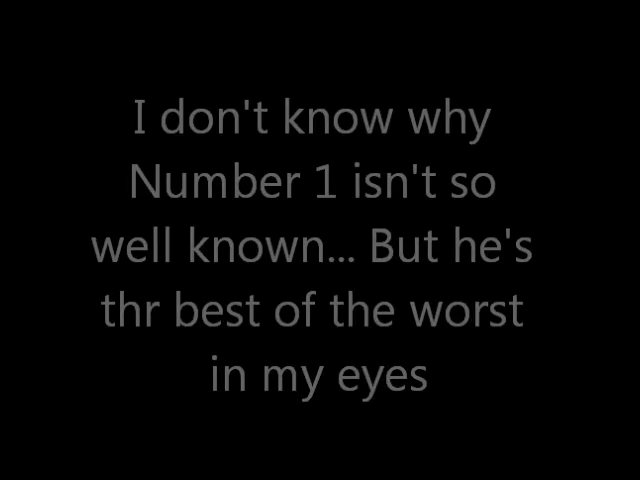 I don't know why
Number 1 isn't so
well known... But he's
thr best of the worst
in my eyes